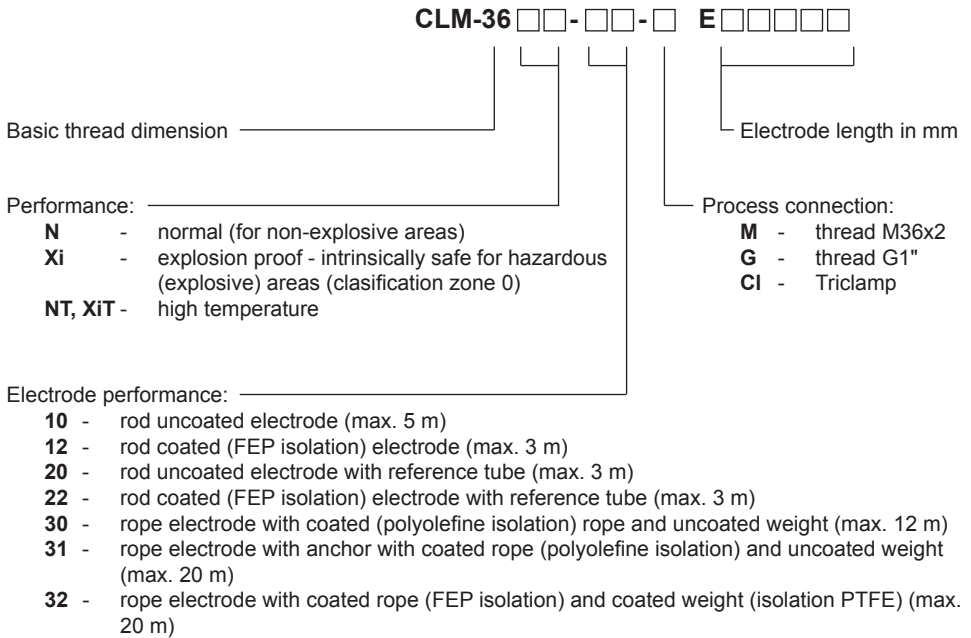 CLM-36□□-□□-□ E□□□□□
Basic thread dimension
Electrode length in mm
Performance:
N - normal (for non-explosive areas)
Xi - explosion proof - intrinsically safe for hazardous
(explosive) areas (clasification zone 0)
NT, XiT - high temperature
Process connection:
M - thread M36x2
G - thread G1"
Cl - Triclamp
Electrode performance:
10 - rod uncoated electrode (max. 5 m)
12 - rod coated (FEP isolation) electrode (max. 3 m)
20 - rod uncoated electrode with reference tube (max. 3 m)
22 - rod coated (FEP isolation) electrode with reference tube (max. 3 m)
30 - rope electrode with coated (polyolefine isolation) rope and uncoated weight (max. 12 m)
31 - rope electrode with anchor with coated rope (polyolefine isolation) and uncoated weight
(max. 20 m)
32 - rope electrode with coated rope (FEP isolation) and coated weight (isolation PTFE) (max.
20 m)